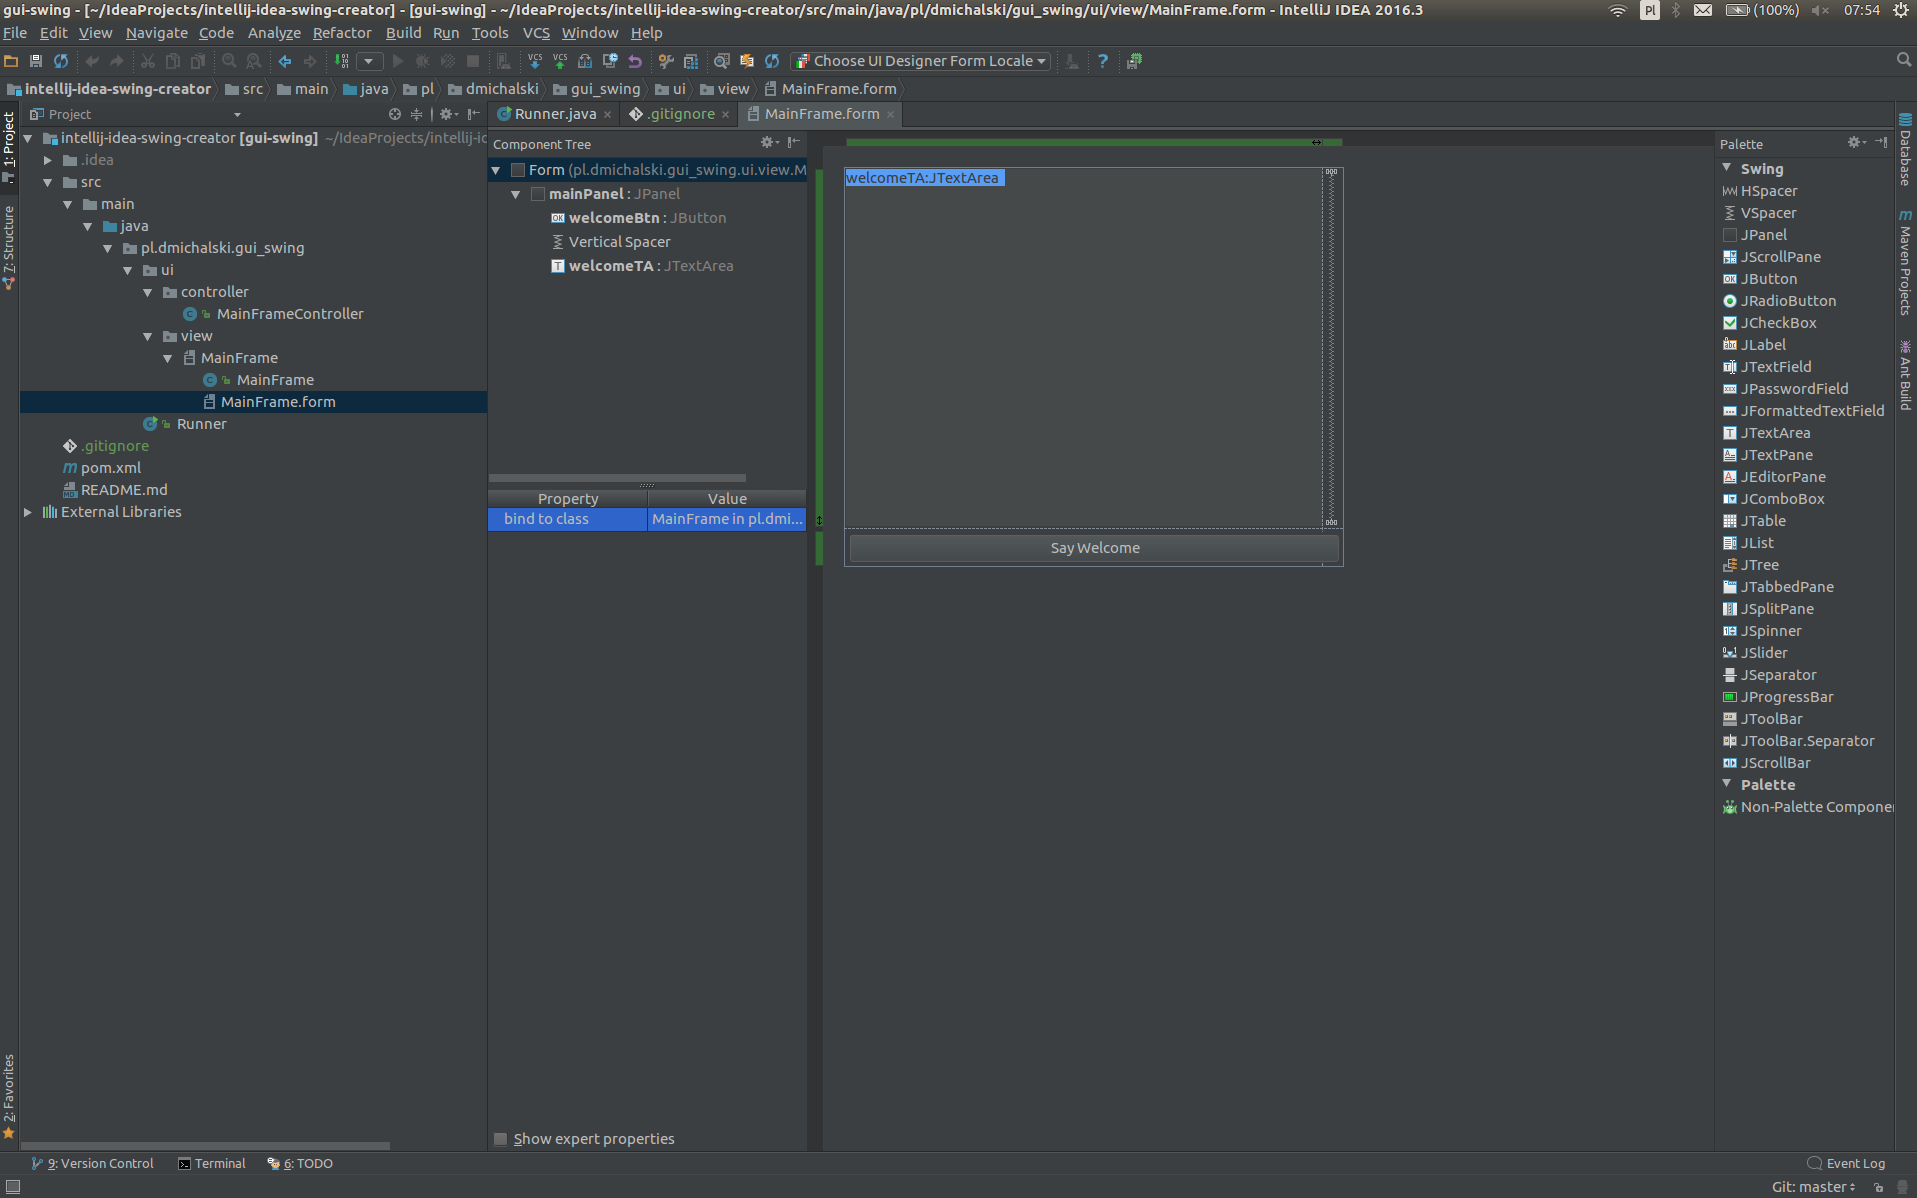 gui-swing - [~/IdeaProjects/intellij-idea-swing-creator] - [gui-swing] - ~/IdeaProjects/intellij-idea-swing-creator/src/main/java/pl/dmichalski/gui_swing/ui/view/MainFrame.form - IntelliJ IDEA 2016.3
Pl
(100%)
07:54
File Edit View Navigate Code Analyze Refactor Build Run Tools VCS Window Help
VCS VCS Choose UI Designer Form Locale ?
intellij-idea-swing-creator src main java pl dmichalski gui_swing ui view MainFrame.form
1: Project
7: Structure
2: Favorites
Project
intellij-idea-swing-creator [gui-swing] ~/IdeaProjects/intellij-ic
.idea
src
main
java
pl.dmichalski.gui_swing
ui
controller
MainFrameController
view
MainFrame
MainFrame
MainFrame.form
Runner
.gitignore
pom.xml
README.md
External Libraries
Runner.java
.gitignore
MainFrame.form
Component Tree
Form (pl.dmichalski.gui_swing.ui.view.M
mainPanel : JPanel
welcomeBtn : JButton
Vertical Spacer
welcomeTA : JTextArea
Property Value
bind to class MainFrame in pl.dmi...
Show expert properties
welcomeTA:JTextArea
Say Welcome
Palette
Swing
HSpacer
VSpacer
JPanel
JScrollPane
JButton
JRadioButton
JCheckBox
JLabel
JTextField
JPasswordField
JFormattedTextField
JTextArea
JTextPane
JEditorPane
JComboBox
JTable
JList
JTree
JTabbedPane
JSplitPane
JSpinner
JSlider
JSeparator
JProgressBar
JToolBar
JToolBar.Separator
JScrollBar
Palette
Non-Palette Componen
Database
Maven Projects
Ant Build
9: Version Control Terminal 6: TODO
Event Log
Git: master